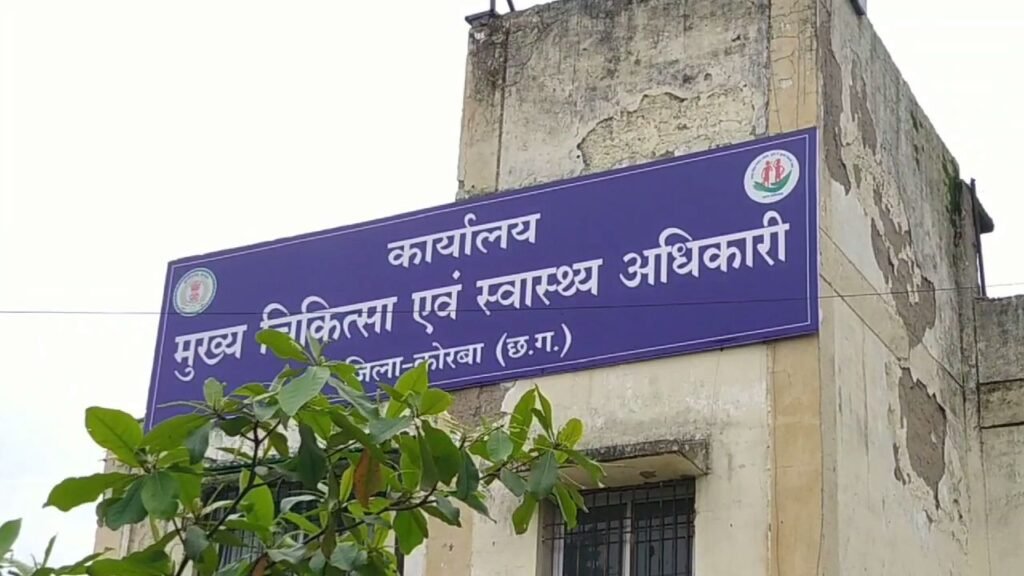 कार्यालय
मुख्य चिकित्सा एवं स्वास्थ्य अधिकारी
जिला-कोरबा (छ.ग.)